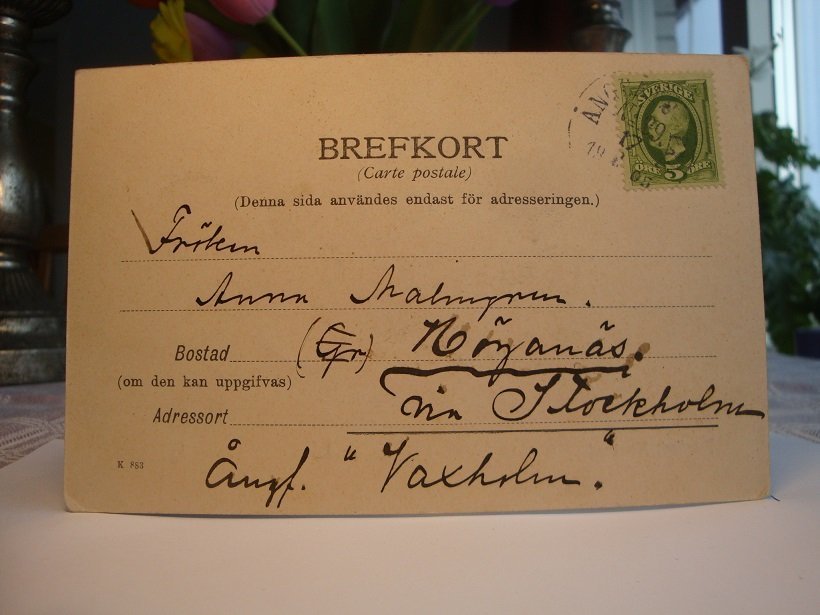 SVERIGE
5
ÖRE ÖRE
BREFKORT
(Carte postale)
(Denna sida användes endast för adresseringen.)
Fröken
Anna Malmgren.
Bostad (Gr) Höganäs.
(om den kan uppgifvas)
Adressort via Stockholm
K 853
Ångf. "Vaxholm".